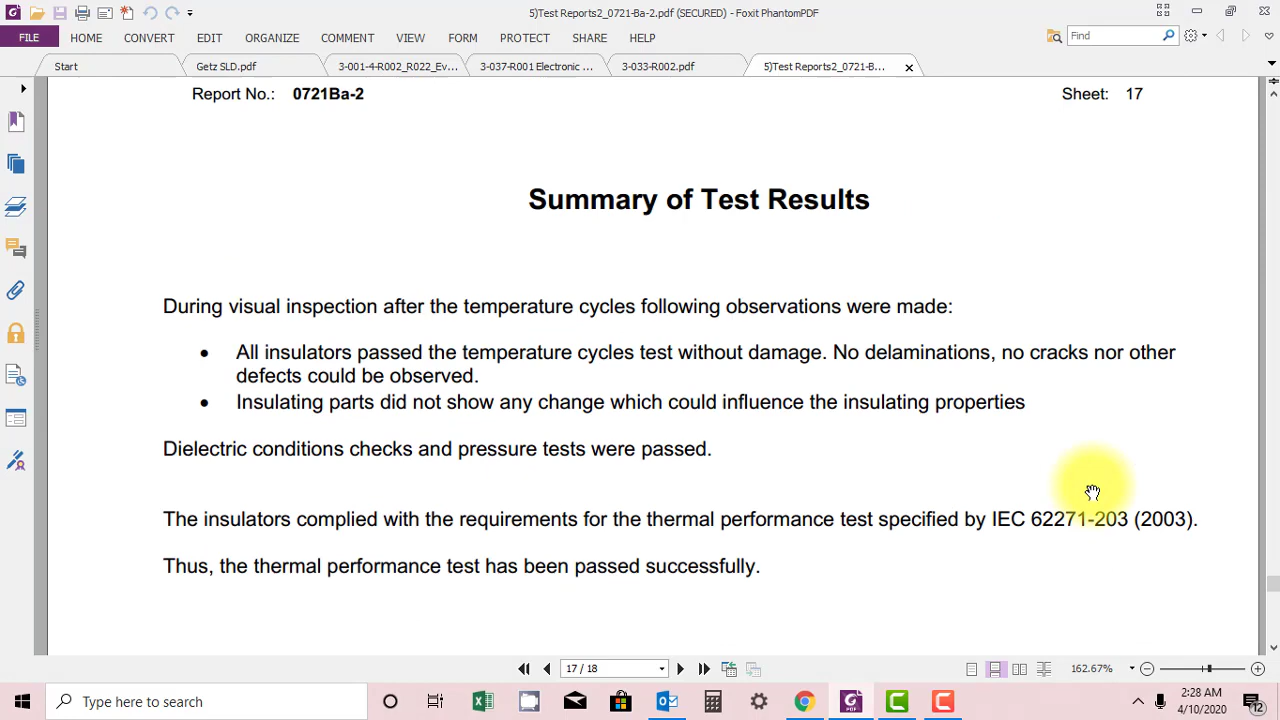 5)Test Reports2_0721-Ba-2.pdf (SECURED) - Foxit PhantomPDF
FILE HOME CONVERT EDIT ORGANIZE COMMENT VIEW FORM PROTECT SHARE HELP Find
Start Getz SLD.pdf 3-001-4-R002_R022_Ev... 3-037-R001 Electronic ... 3-033-R002.pdf 5)Test Reports2_0721-B...
Report No.: 0721Ba-2 Sheet: 17
Summary of Test Results
During visual inspection after the temperature cycles following observations were made:
• All insulators passed the temperature cycles test without damage. No delaminations, no cracks nor other
defects could be observed.
• Insulating parts did not show any change which could influence the insulating properties
Dielectric conditions checks and pressure tests were passed.
The insulators complied with the requirements for the thermal performance test specified by IEC 62271-203 (2003).
Thus, the thermal performance test has been passed successfully.
17 / 18 162.67%
Type here to search 2:28 AM
4/10/2020 12